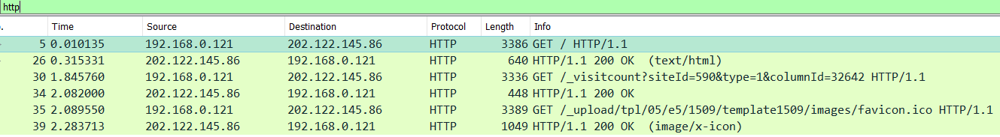 http
. Time Source Destination Protocol Length Info
5 0.010135 192.168.0.121 202.122.145.86 HTTP 3386 GET / HTTP/1.1
26 0.315331 202.122.145.86 192.168.0.121 HTTP 640 HTTP/1.1 200 OK (text/html)
30 1.845760 192.168.0.121 202.122.145.86 HTTP 3336 GET /_visitcount?siteId=590&type=1&columnId=32642 HTTP/1.1
34 2.082000 202.122.145.86 192.168.0.121 HTTP 448 HTTP/1.1 200 OK
35 2.089550 192.168.0.121 202.122.145.86 HTTP 3389 GET /_upload/tpl/05/e5/1509/template1509/images/favicon.ico HTTP/1.1
39 2.283713 202.122.145.86 192.168.0.121 HTTP 1049 HTTP/1.1 200 OK (image/x-icon)